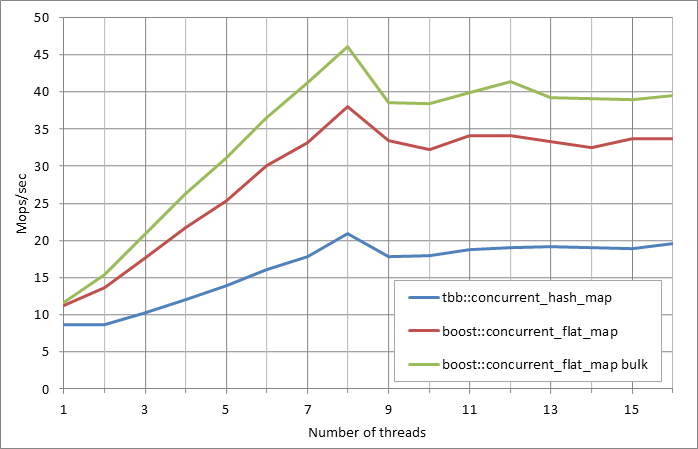 50
45
40
35
30
25
20
15
10
5
0
Mops/sec
tbb::concurrent_hash_map
boost::concurrent_flat_map
boost::concurrent_flat_map bulk
1 3 5 7 9 11 13 15
Number of threads